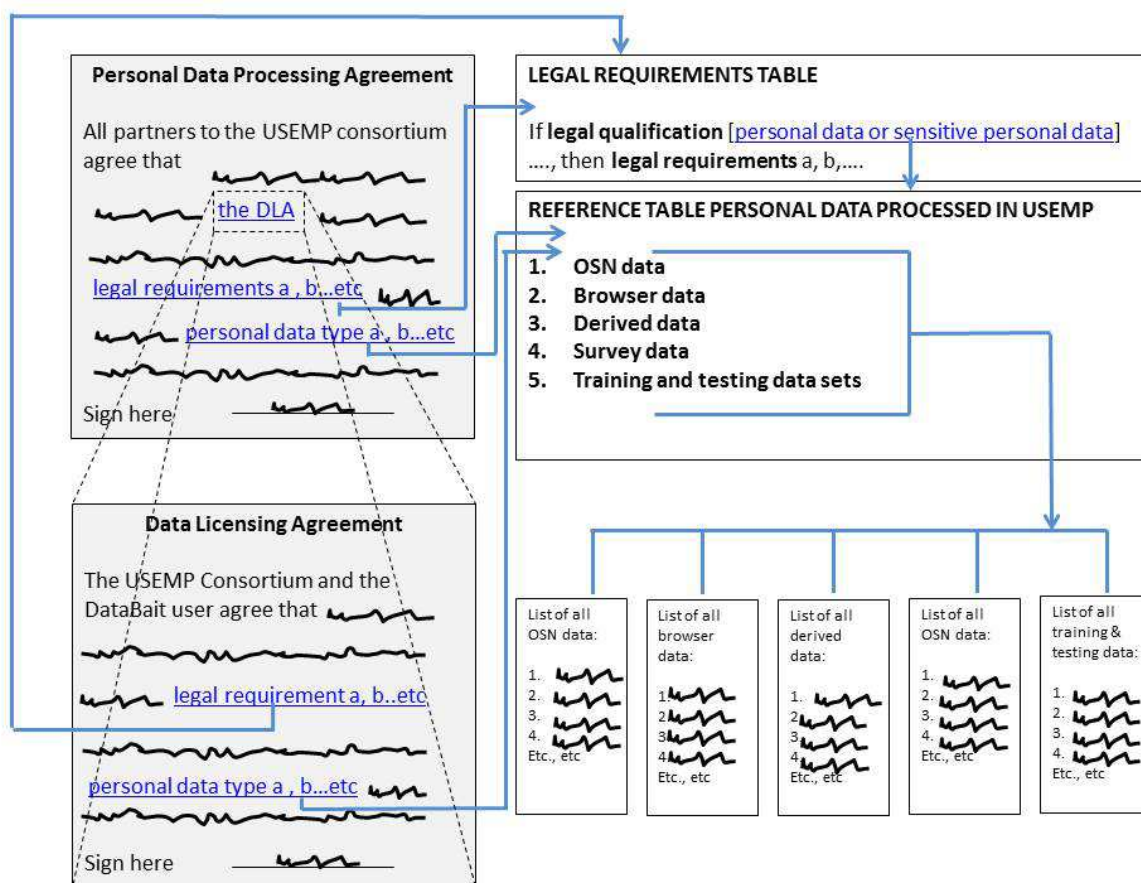 Personal Data Processing Agreement
All partners to the USEMP consortium
agree that
the DLA
legal requirements a , b...etc
personal data type a , b...etc
Sign here
Data Licensing Agreement
The USEMP Consortium and the
DataBait user agree that
legal requirement a, b..etc
personal data type a , b...etc
Sign here
LEGAL REQUIREMENTS TABLE
If legal qualification [personal data or sensitive personal data]
...., then legal requirements a, b,....
REFERENCE TABLE PERSONAL DATA PROCESSED IN USEMP
1. OSN data
2. Browser data
3. Derived data
4. Survey data
5. Training and testing data sets
List of all
OSN data:
1.
2.
3.
4.
Etc., etc
List of all
browser
data:
1.
2.
3.
4.
Etc., etc
List of all
derived
data:
1.
2.
3.
4.
Etc., etc
List of all
OSN data:
1.
2.
3.
4.
Etc., etc
List of all
training &
testing data:
1.
2.
3.
4.
Etc., etc